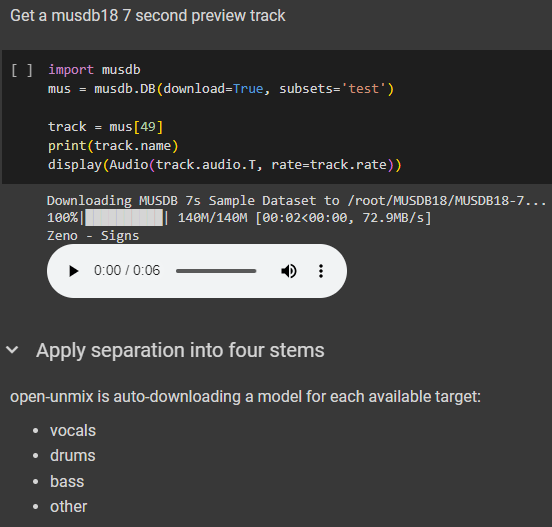 Get a musdb18 7 second preview track
[ ] import musdb
mus = musdb.DB(download=True, subsets='test')
track = mus[49]
print(track.name)
display(Audio(track.audio.T, rate=track.rate))
Downloading MUSDB 7s Sample Dataset to /root/MUSDB18/MUSDB18-7...
100%|██████████| 140M/140M [00:02<00:00, 72.9MB/s]
Zeno - Signs
0:00 / 0:06
Apply separation into four stems
open-unmix is auto-downloading a model for each available target:
• vocals
• drums
• bass
• other